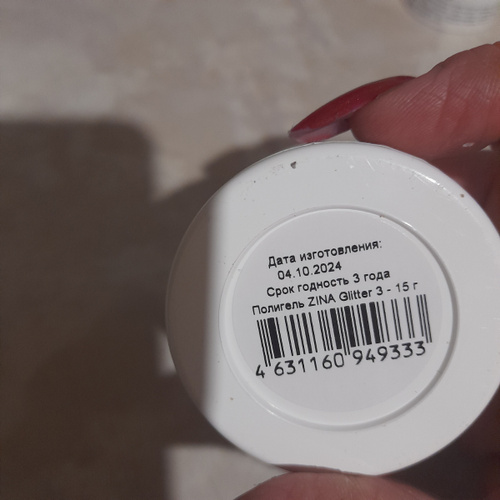 Дата изготовления:
04.10.2024
Срок годность 3 года
Полигель ZINA Glitter 3 - 15 г
4 631160 949333